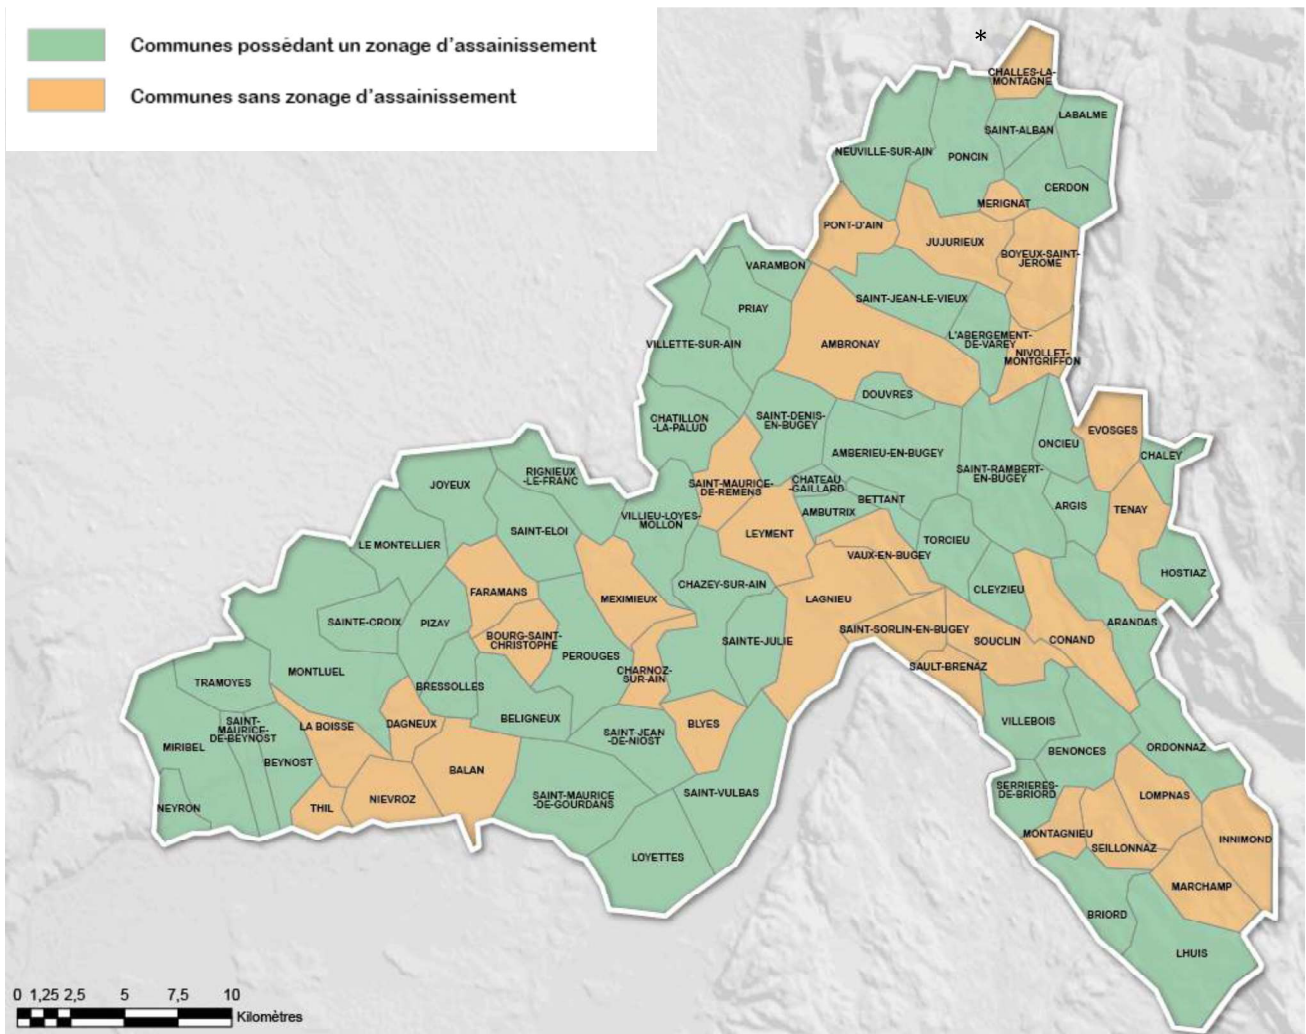 Communes possédant un zonage d'assainissement
Communes sans zonage d'assainissement
*
CHALLES-LA-
MONTAGNE
LABALME
SAINT-ALBAN
NEUVILLE-SUR-AIN
PONCIN
CERDON
MERIGNAT
PONT-D'AIN
JUJURIEUX
BOYEUX-SAINT-
JEROME
VARAMBON
SAINT-JEAN-LE-VIEUX
PRIAY
L'ABERGEMENT-
DE-VAREY
VILLETTE-SUR-AIN
AMBRONAY
NIVOLLET-
MONTGRIFFON
DOUVRES
CHATILLON
-LA-PALUD
SAINT-DENIS-
EN-BUGEY
EVOSGES
ONCIEU
AMBERIEU-EN-BUGEY
CHALEY
SAINT-RAMBERT-
EN-BUGEY
RIGNIEUX
-LE-FRANC
JOYEUX
SAINT-MAURICE-
DE-REMENS
CHATEAU
-GAILLARD
BETTANT
ARGIS
TENAY
AMBUTRIX
VILLIEU-LOYES-
MOLLON
SAINT-ELOI
LEYMENT
TORCIEU
LE MONTELLIER
VAUX-EN-BUGEY
HOSTIAZ
CHAZEY-SUR-AIN
CLEYZIEU
FARAMANS
MEXIMIEUX
LAGNIEU
SAINTE-CROIX
PIZAY
ARANDAS
SAINT-SORLIN-EN-BUGEY
BOURG-SAINT-
CHRISTOPHE
SAINTE-JULIE
SOUCLIN
CONAND
PEROUGES
SAULT-BRENAZ
MONTLUEL
CHARNOZ-
SUR-AIN
TRAMOYES
BRESSOLLES
BELIGNEUX
VILLEBOIS
SAINT-
MAURICE-
DE-BEYNOST
LA BOISSE
DAGNEUX
BLYES
SAINT-JEAN
-DE-NIOST
MIRIBEL
BENONCES
ORDONNAZ
BEYNOST
BALAN
SERRIERES-
DE-BRIORD
SAINT-VULBAS
SAINT-MAURICE
-DE-GOURDANS
LOMPNAS
NIEVROZ
NEYRON
THIL
MONTAGNIEU
INNIMOND
SEILLONNAZ
LOYETTES
MARCHAMP
BRIORD
LHUIS
0 1,25 2,5 5 7,5 10
Kilomètres